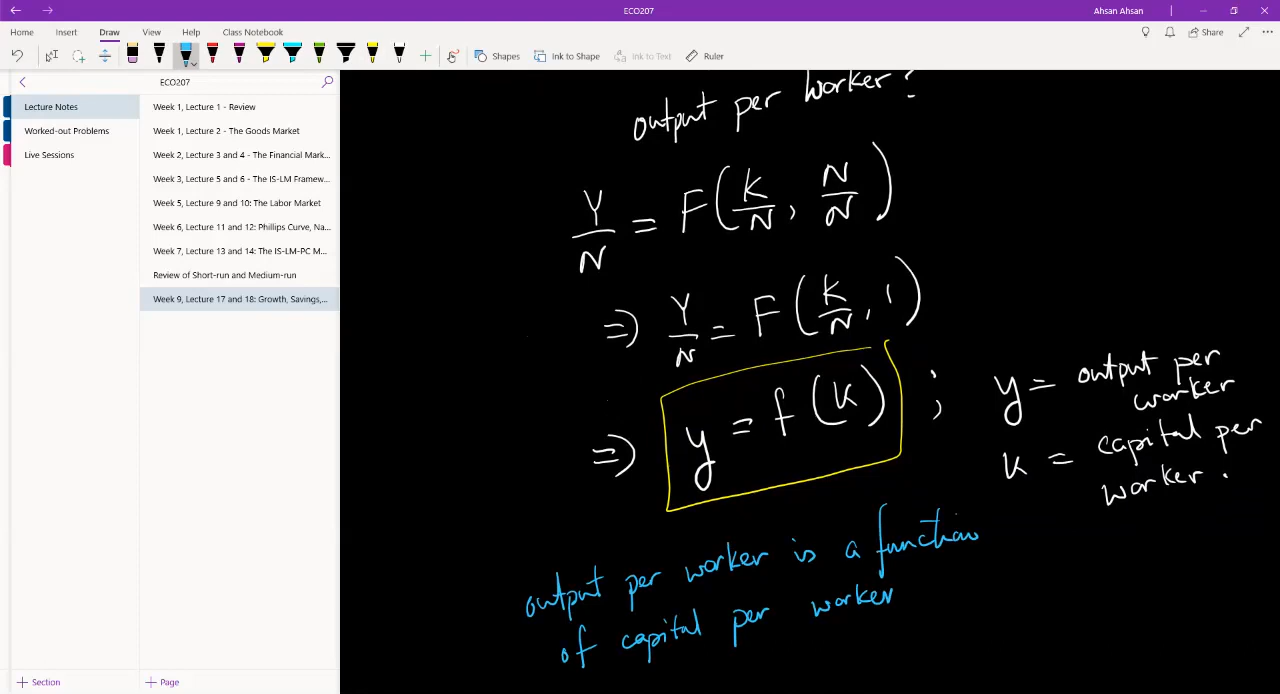 ECO207
Ahsan Ahsan
Home Insert Draw View Help Class Notebook
Share
Shapes Ink to Shape Ink to Text Ink to Math Ruler
ECO207
Lecture Notes
Worked-out Problems
Live Sessions
Week 1, Lecture 1 - Review
Week 1, Lecture 2 - The Goods Market
Week 2, Lecture 3 and 4 - The Financial Mark...
Week 3, Lecture 5 and 6 - The IS-LM Framew...
Week 5, Lecture 9 and 10: The Labor Market
Week 6, Lecture 11 and 12: Phillips Curve, Na...
Week 7, Lecture 13 and 14: The IS-LM-PC M...
Review of Short-run and Medium-run
Week 9, Lecture 17 and 18: Growth, Savings,...
+ Section
+ Page
output per worker?
Y/N = F(K/N, N/N)
⇒ Y/N = F(K/N, 1)
⇒ y = f(k) ;
y = output per
worker
k = capital per
worker.
output per worker is a function
of capital per worker